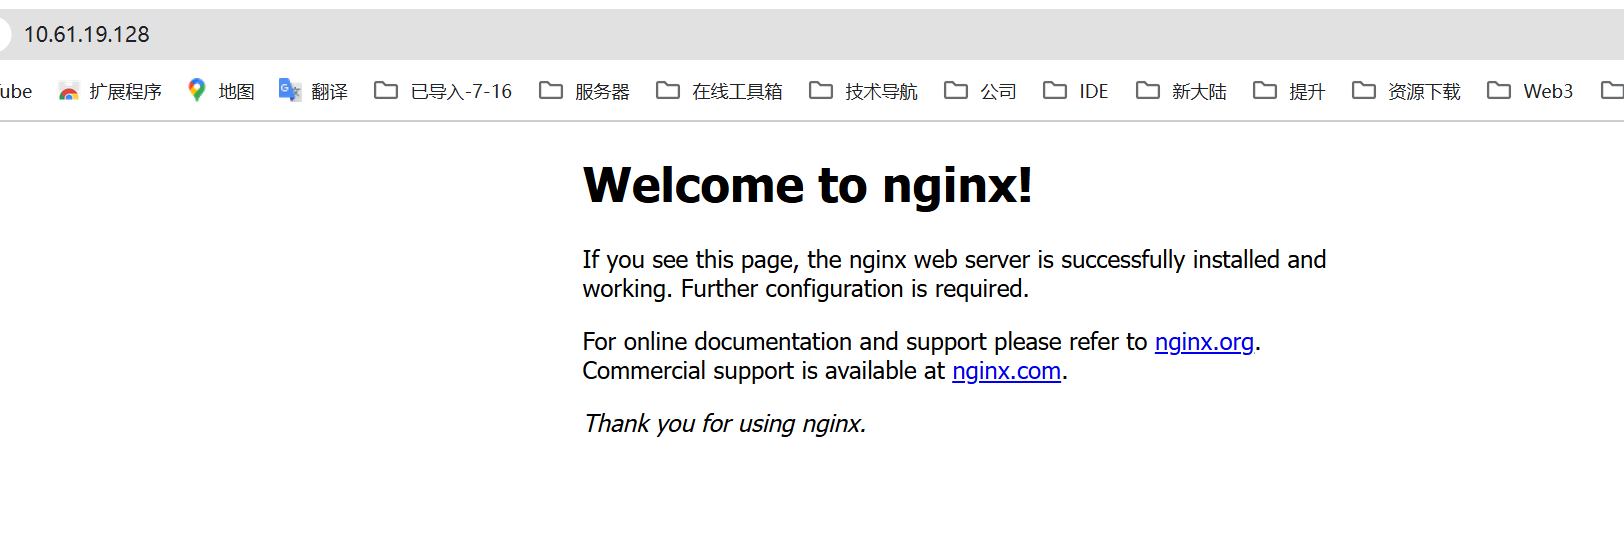 10.61.19.128
ube 扩展程序 地图 翻译 已导入-7-16 服务器 在线工具箱 技术导航 公司 IDE 新大陆 提升 资源下载 Web3
Welcome to nginx!
If you see this page, the nginx web server is successfully installed and
working. Further configuration is required.
For online documentation and support please refer to nginx.org.
Commercial support is available at nginx.com.
Thank you for using nginx.